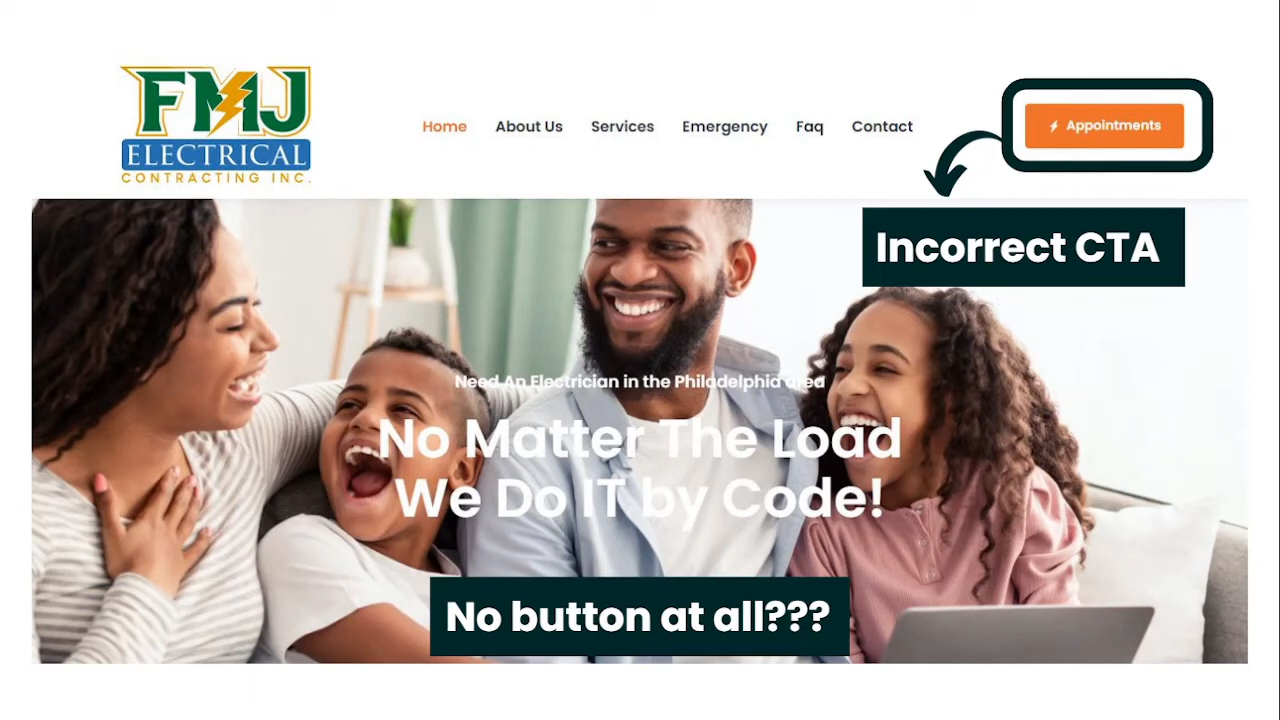 FMJ
ELECTRICAL
CONTRACTING INC.
Home About Us Services Emergency Faq Contact
Appointments
Incorrect CTA
Need An Electrician in the Philadelphia area
No Matter The Load
We Do IT by Code!
No button at all???